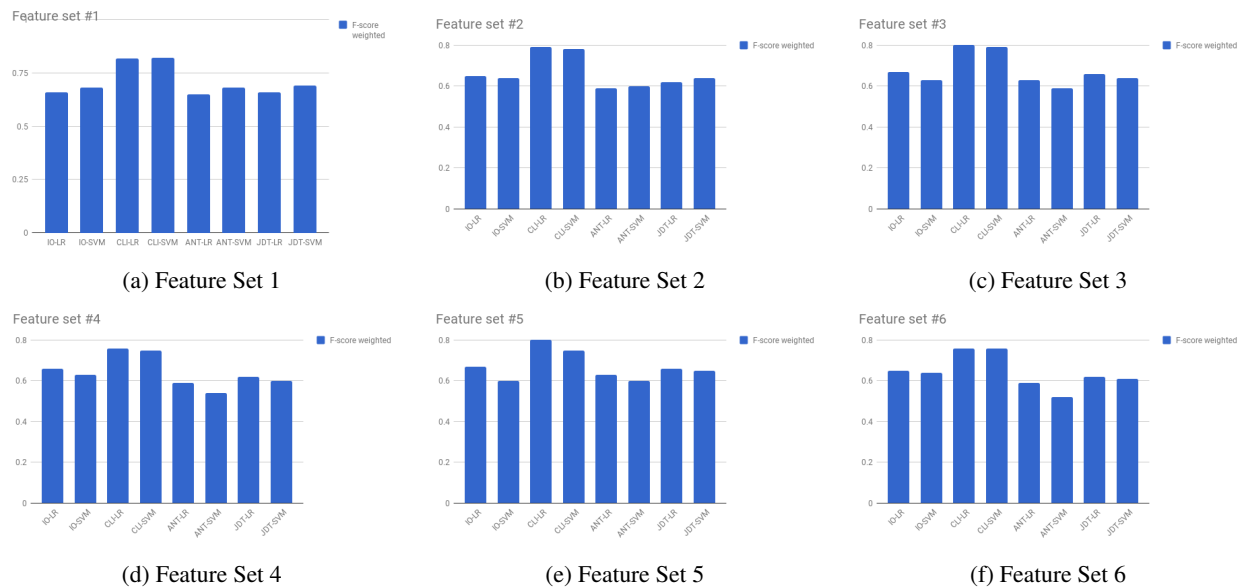 Feature set #1
F-score
weighted
1
0.75
0.5
0.25
0
IO-LR IO-SVM CLI-LR CLI-SVM ANT-LR ANT-SVM JDT-LR JDT-SVM
(a) Feature Set 1
Feature set #2
F-score weighted
0.8
0.6
0.4
0.2
0
IO-LR IO-SVM CLI-LR CLI-SVM ANT-LR ANT-SVM JDT-LR JDT-SVM
(b) Feature Set 2
Feature set #3
F-score weighted
0.8
0.6
0.4
0.2
0
IO-LR IO-SVM CLI-LR CLI-SVM ANT-LR ANT-SVM JDT-LR JDT-SVM
(c) Feature Set 3
Feature set #4
F-score weighted
0.8
0.6
0.4
0.2
0
IO-LR IO-SVM CLI-LR CLI-SVM ANT-LR ANT-SVM JDT-LR JDT-SVM
(d) Feature Set 4
Feature set #5
F-score weighted
0.8
0.6
0.4
0.2
0
IO-LR IO-SVM CLI-LR CLI-SVM ANT-LR ANT-SVM JDT-LR JDT-SVM
(e) Feature Set 5
Feature set #6
F-score weighted
0.8
0.6
0.4
0.2
0
IO-LR IO-SVM CLI-LR CLI-SVM ANT-LR ANT-SVM JDT-LR JDT-SVM
(f) Feature Set 6